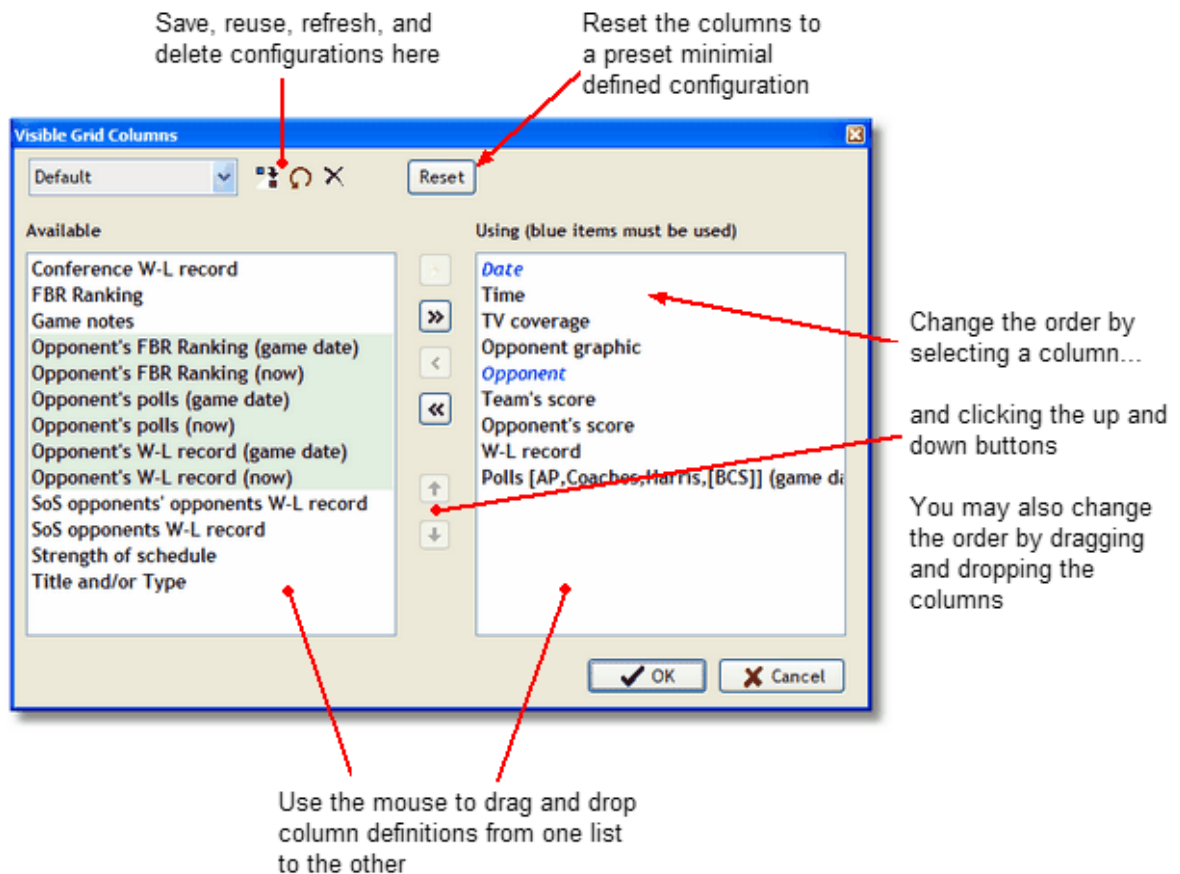 Save, reuse, refresh, and
delete configurations here
Reset the columns to
a preset minimial
defined configuration
Visible Grid Columns
Default
Reset
Available
Using (blue items must be used)
Conference W-L record
FBR Ranking
Game notes
Opponent's FBR Ranking (game date)
Opponent's FBR Ranking (now)
Opponent's polls (game date)
Opponent's polls (now)
Opponent's W-L record (game date)
Opponent's W-L record (now)
SoS opponents' opponents W-L record
SoS opponents W-L record
Strength of schedule
Title and/or Type
Date
Time
TV coverage
Opponent graphic
Opponent
Team's score
Opponent's score
W-L record
Polls [AP,Coaches,Harris,[BCS]] (game da
Change the order by
selecting a column...
and clicking the up and
down buttons
You may also change
the order by dragging
and dropping the
columns
OK
Cancel
Use the mouse to drag and drop
column definitions from one list
to the other